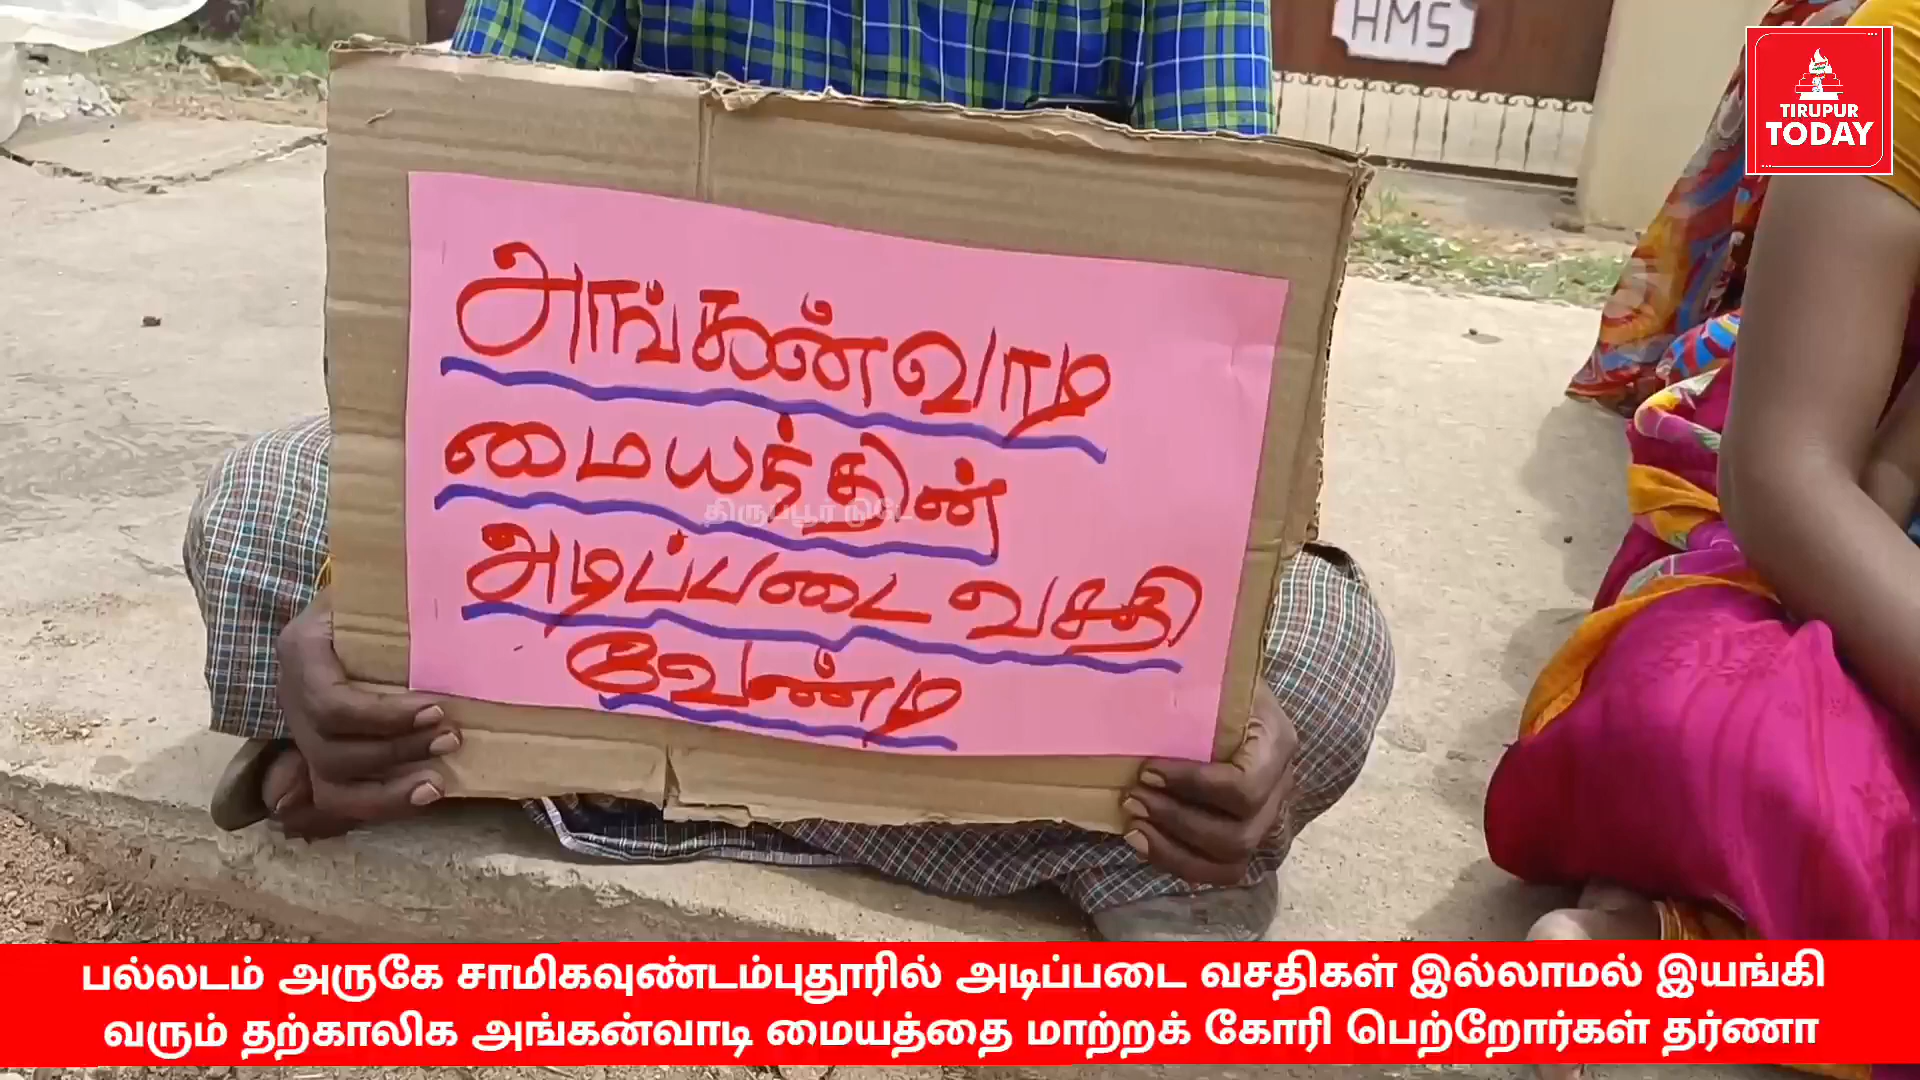 HMS
TIRUPUR
TODAY
அங்கன்வாடி
மையத்தின்
திருப்பூர் டுடே
அடிப்படை வசதி
வேண்டி
பல்லடம் அருகே சாமிகவுண்டம்புதூரில் அடிப்படை வசதிகள் இல்லாமல் இயங்கி
வரும் தற்காலிக அங்கன்வாடி மையத்தை மாற்றக் கோரி பெற்றோர்கள் தர்ணா